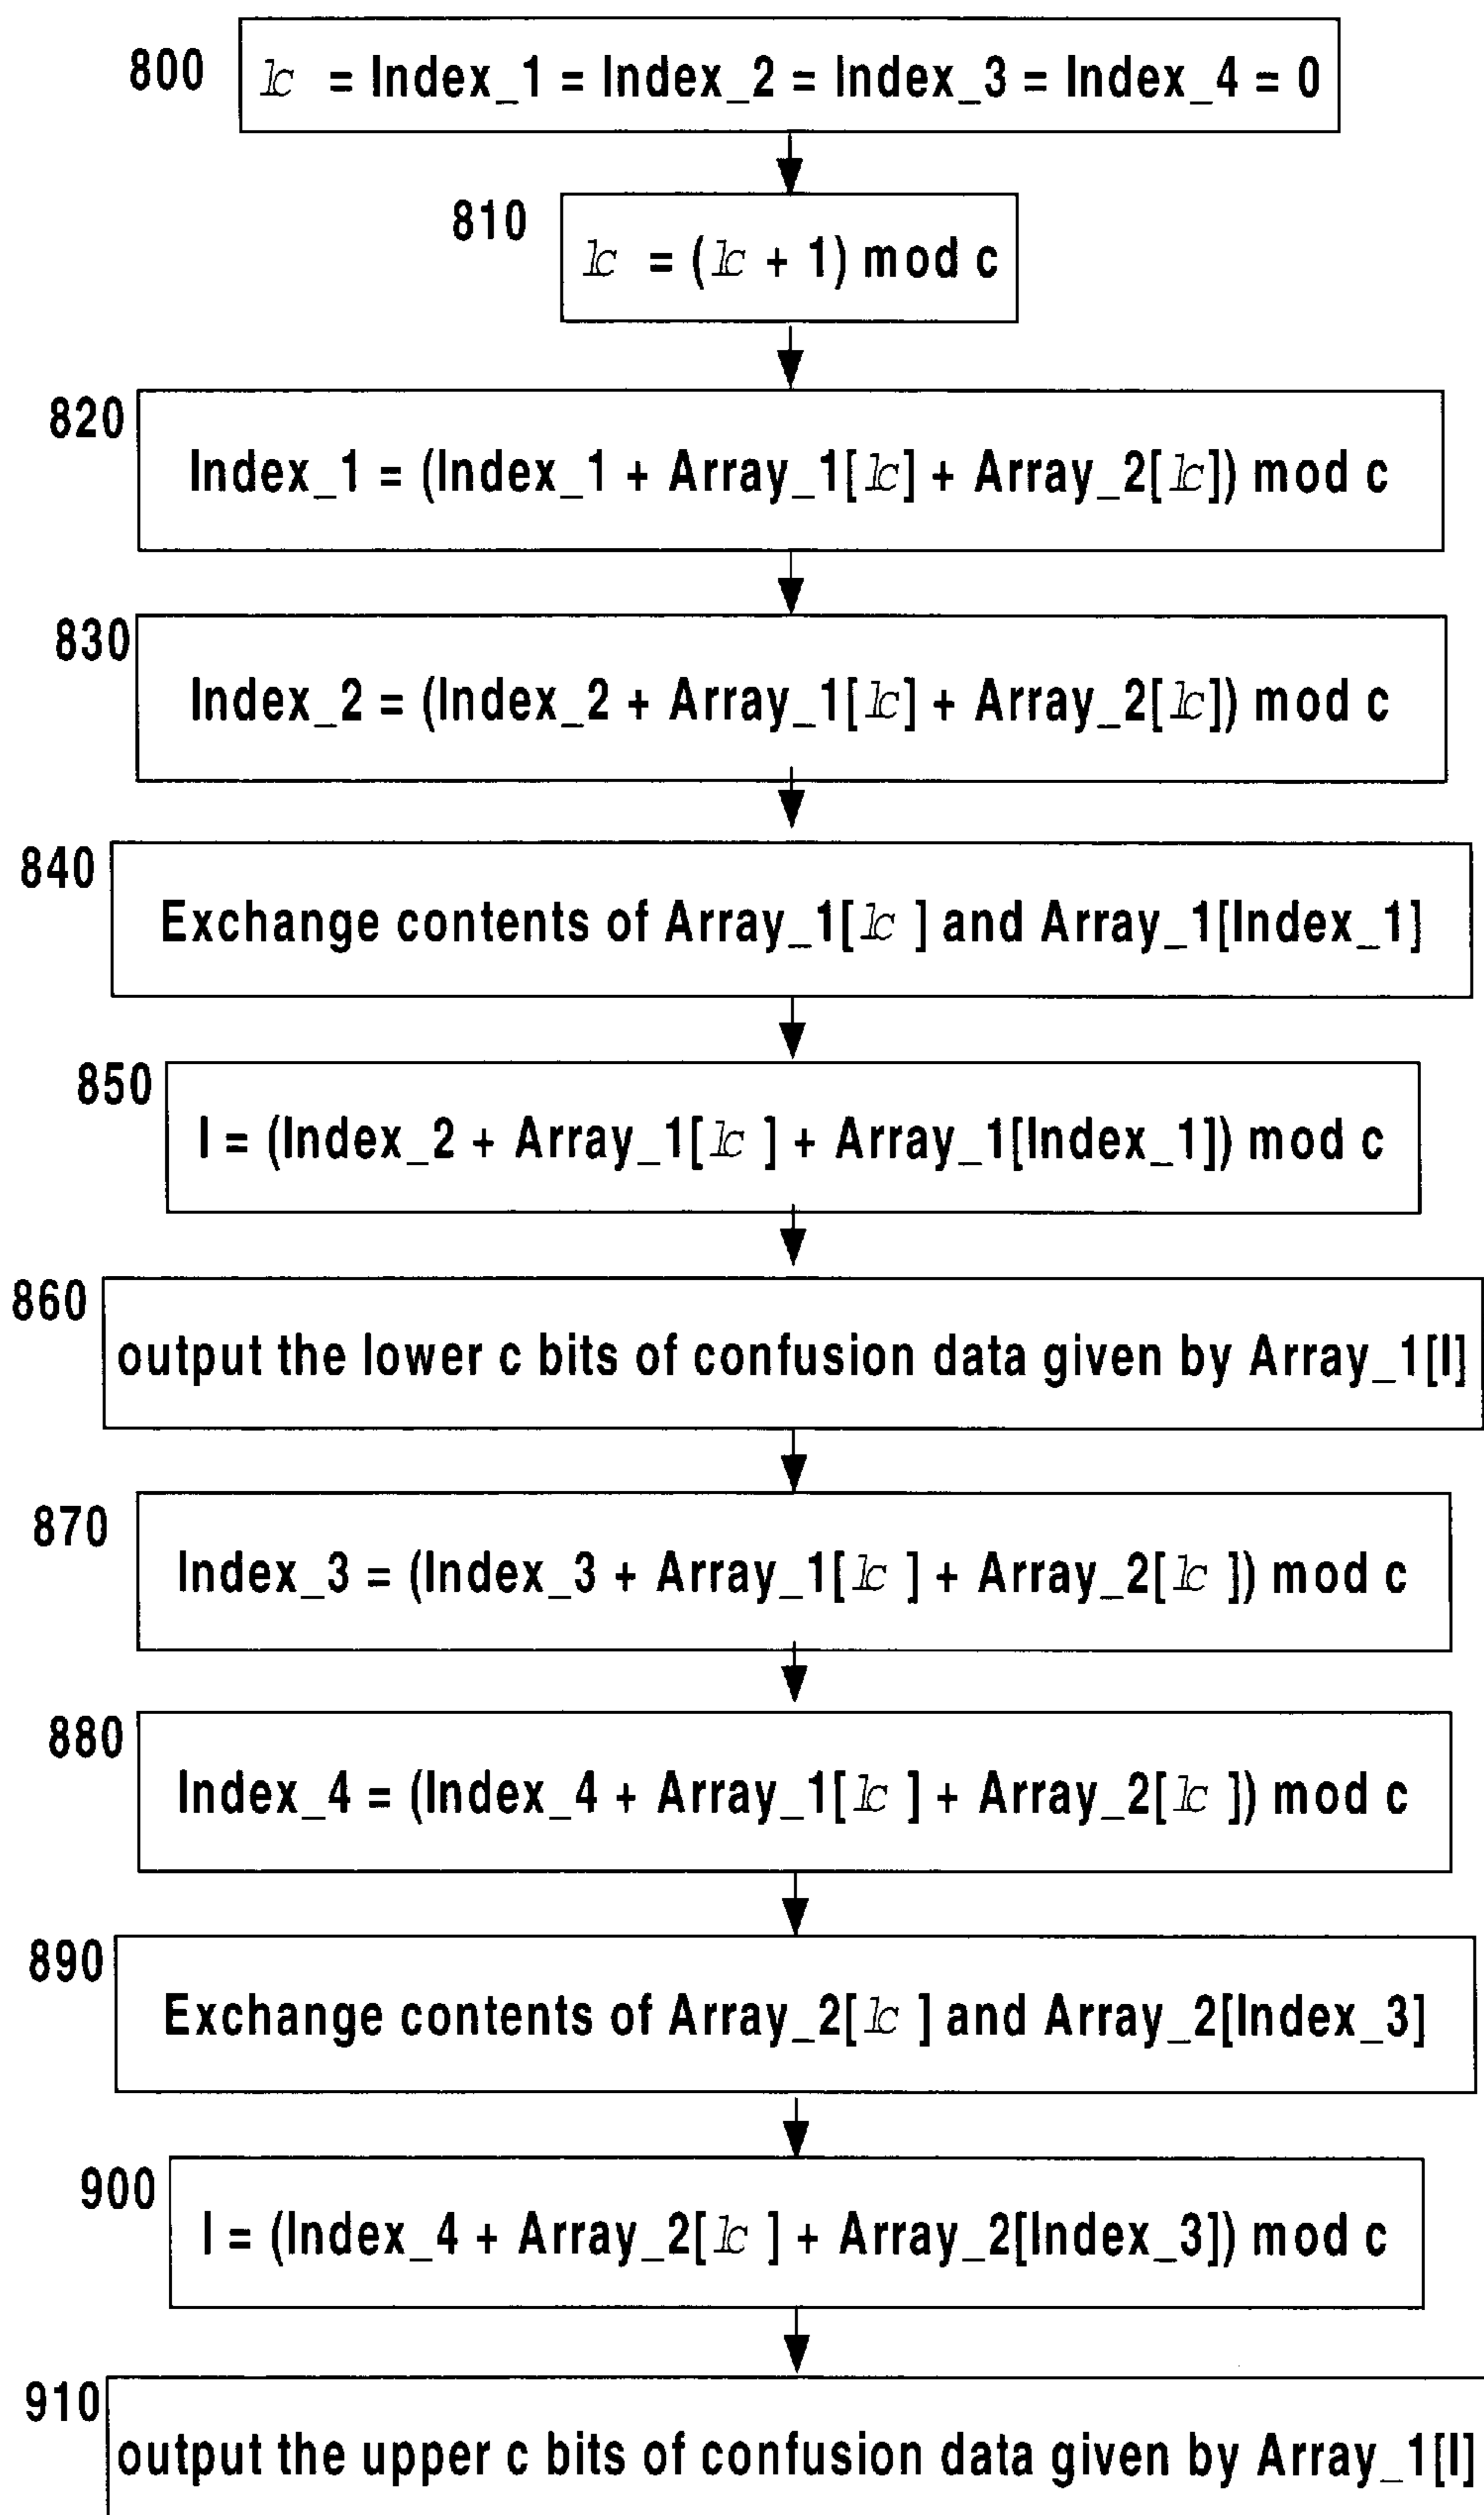 800
k = Index_1 = Index_2 = Index_3 = Index_4 = 0
810
k = (k + 1) mod c
820
Index_1 = (Index_1 + Array_1[k] + Array_2[k]) mod c
830
Index_2 = (Index_2 + Array_1[k] + Array_2[k]) mod c
840
Exchange contents of Array_1[k ] and Array_1[Index_1]
850
I = (Index_2 + Array_1[k ] + Array_1[Index_1]) mod c
860
output the lower c bits of confusion data given by Array_1[I]
870
Index_3 = (Index_3 + Array_1[k ] + Array_2[k ]) mod c
880
Index_4 = (Index_4 + Array_1[k ] + Array_2[k ]) mod c
890
Exchange contents of Array_2[k ] and Array_2[Index_3]
900
I = (Index_4 + Array_2[k ] + Array_2[Index_3]) mod c
910
output the upper c bits of confusion data given by Array_1[I]